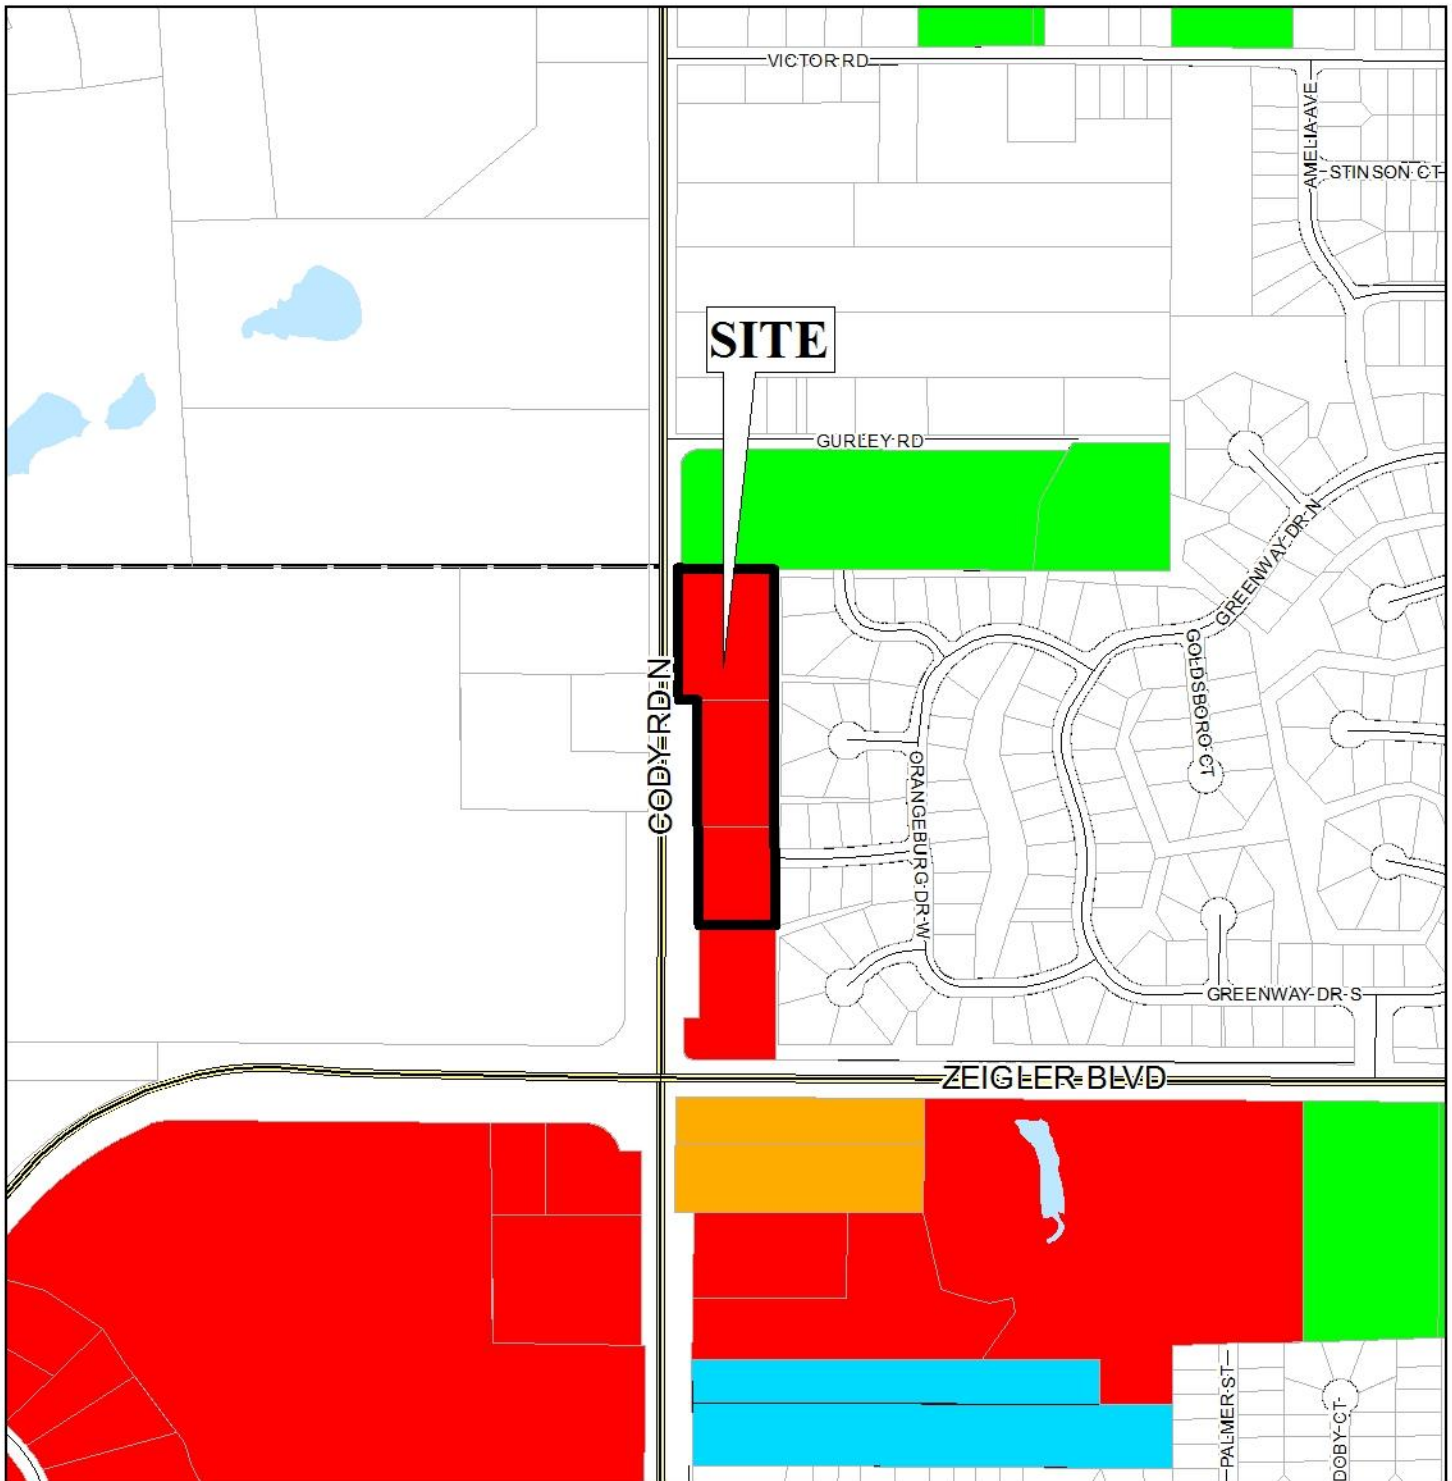 VICTOR RD
AMELIA AVE
STINSON CT
SITE
GURLEY RD
GREENWAY DR N
GOLDSBORO CT
CODY RD N
ORANGEBURG DR W
GREENWAY DR S
ZEIGLER BLVD
PALMER ST
DOBY CT